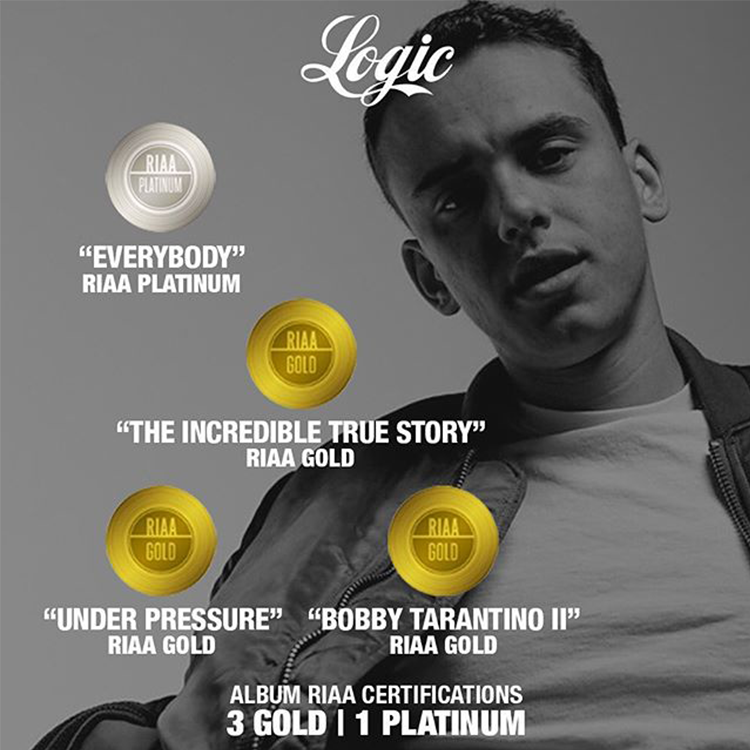 Logic
RIAA
PLATINUM
“EVERYBODY”
RIAA PLATINUM
RIAA
GOLD
“THE INCREDIBLE TRUE STORY”
RIAA GOLD
RIAA
GOLD
“UNDER PRESSURE”
RIAA GOLD
RIAA
GOLD
“BOBBY TARANTINO II”
RIAA GOLD
ALBUM RIAA CERTIFICATIONS
3 GOLD | 1 PLATINUM